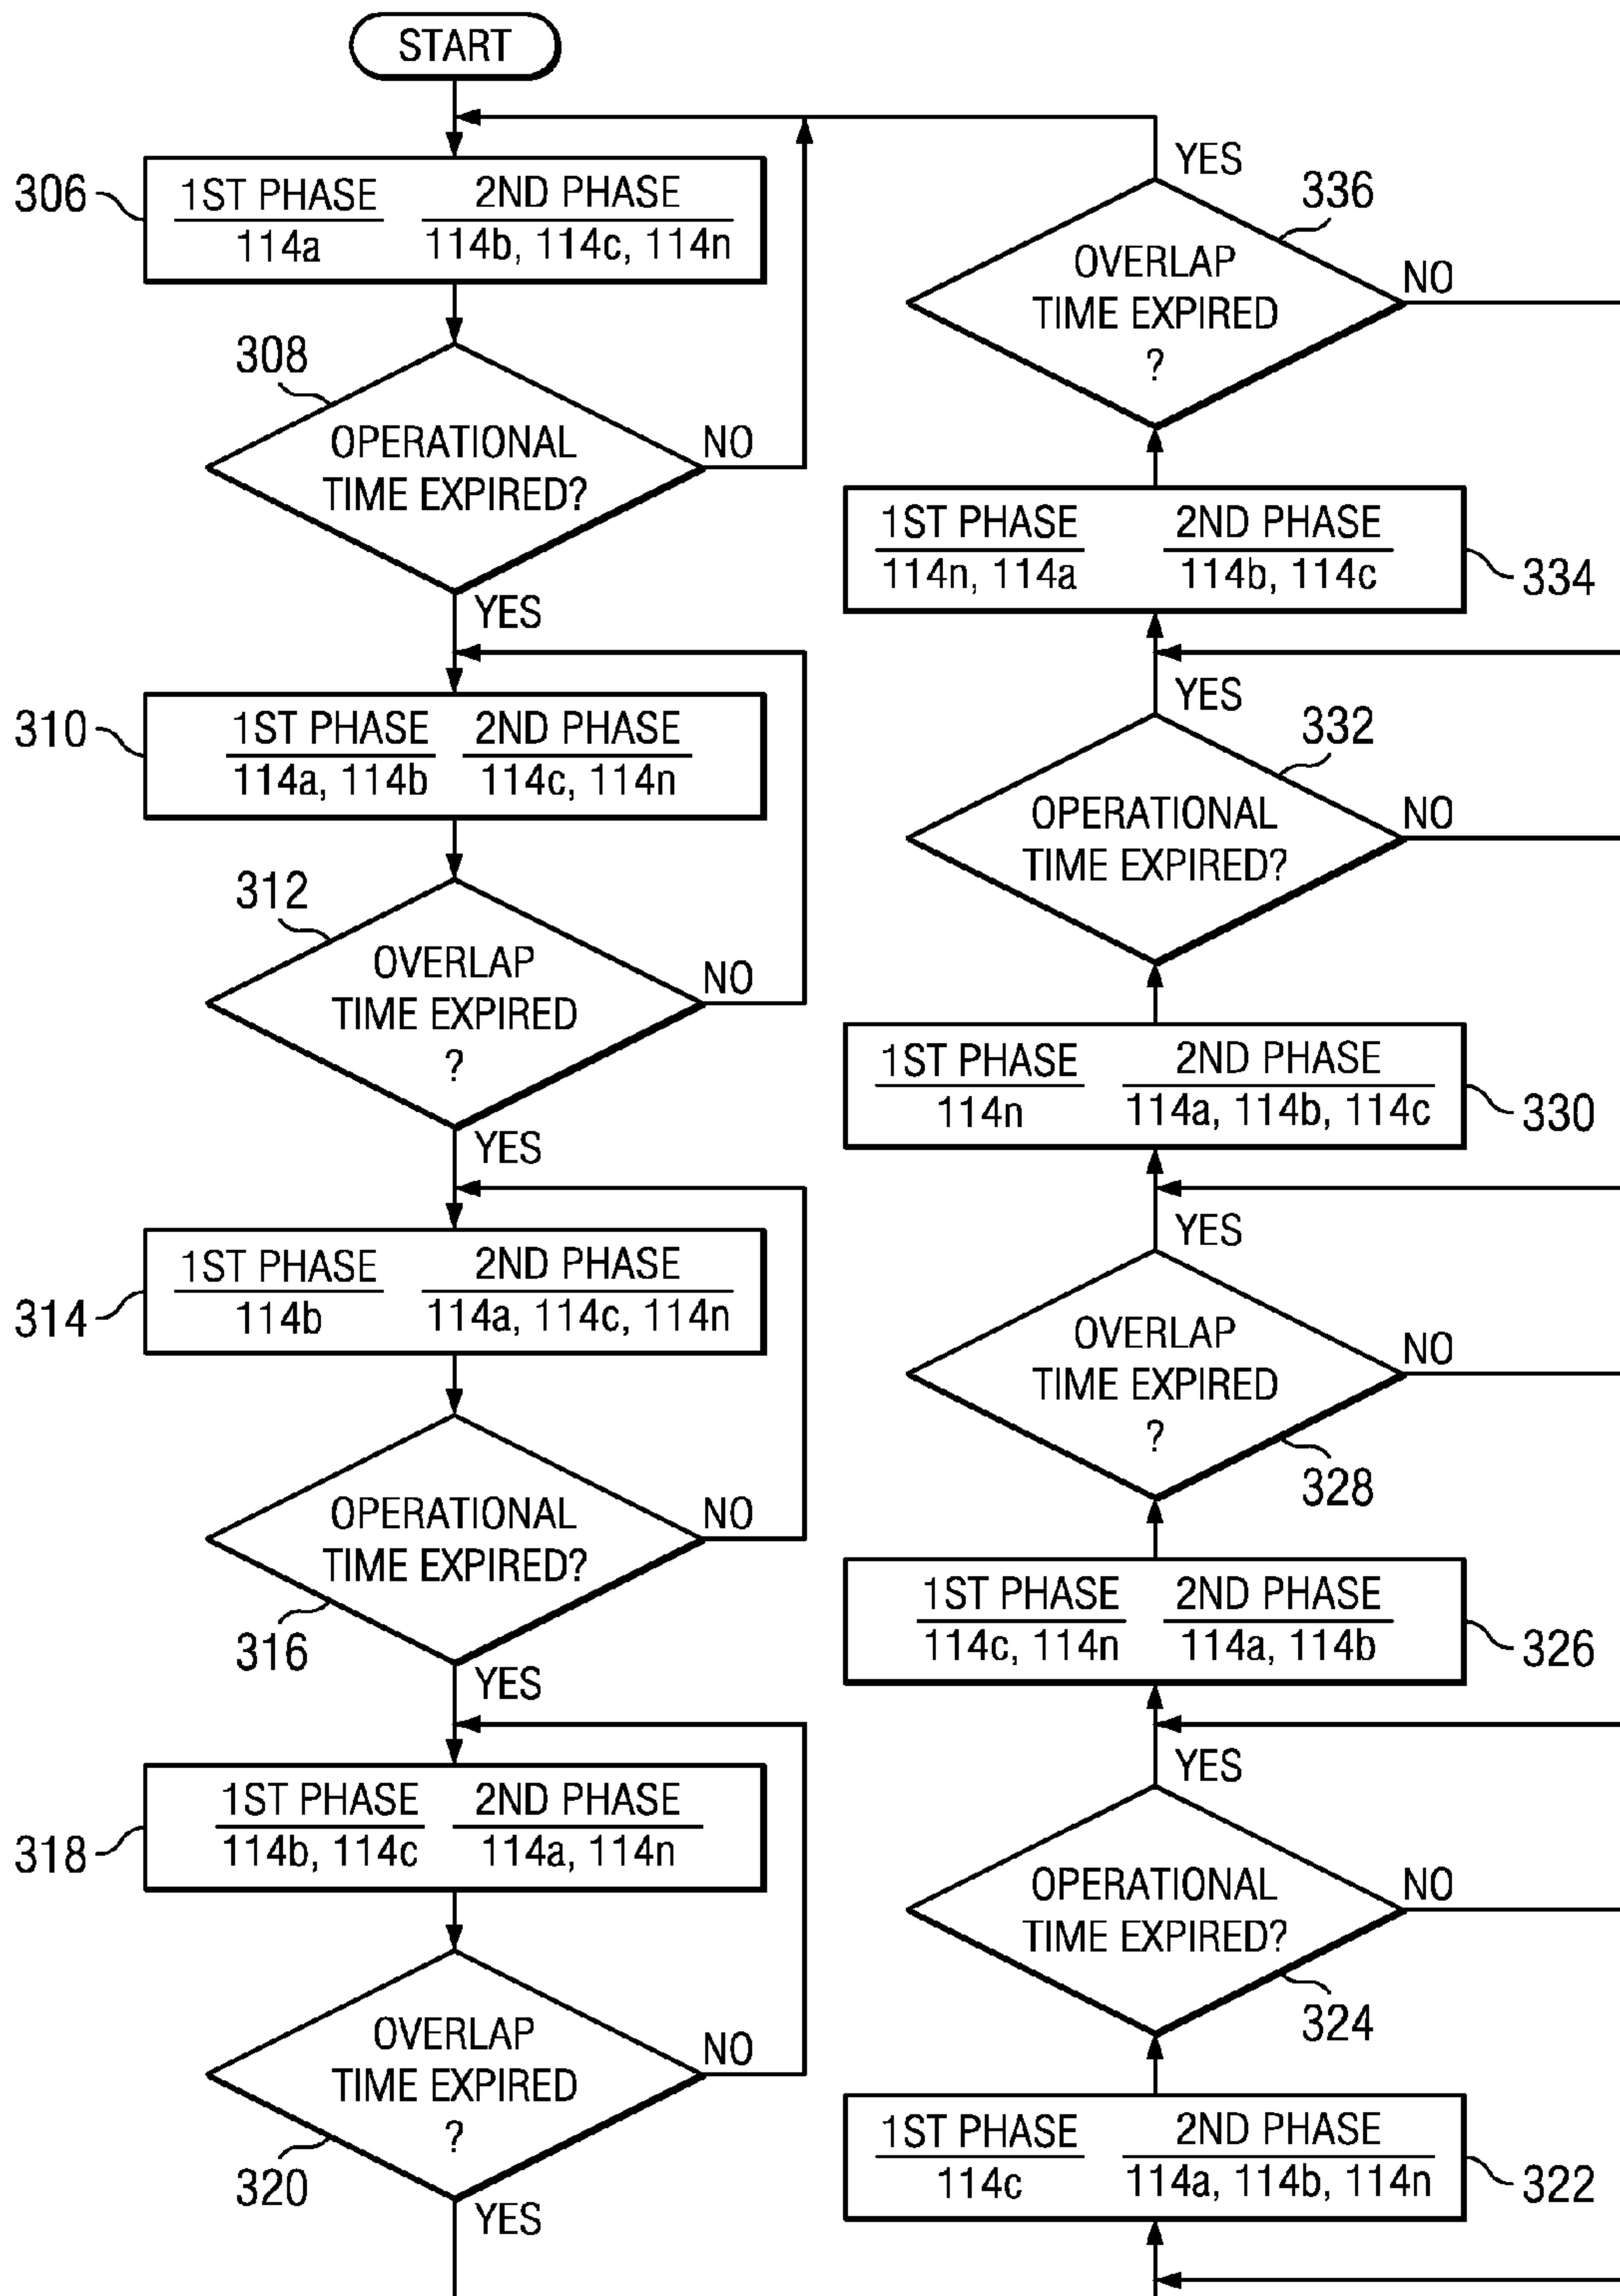 START
306
1ST PHASE 2ND PHASE
114a 114b, 114c, 114n
308
OPERATIONAL
TIME EXPIRED?
NO
YES
310
1ST PHASE 2ND PHASE
114a, 114b 114c, 114n
312
OVERLAP
TIME EXPIRED
?
NO
YES
314
1ST PHASE 2ND PHASE
114b 114a, 114c, 114n
OPERATIONAL
TIME EXPIRED?
NO
316
YES
318
1ST PHASE 2ND PHASE
114b, 114c 114a, 114n
OVERLAP
TIME EXPIRED
?
NO
320
YES
YES
336
OVERLAP
TIME EXPIRED
?
NO
1ST PHASE 2ND PHASE
114n, 114a 114b, 114c
334
YES
332
OPERATIONAL
TIME EXPIRED?
NO
1ST PHASE 2ND PHASE
114n 114a, 114b, 114c
330
YES
OVERLAP
TIME EXPIRED
?
NO
328
1ST PHASE 2ND PHASE
114c, 114n 114a, 114b
326
YES
OPERATIONAL
TIME EXPIRED?
NO
324
1ST PHASE 2ND PHASE
114c 114a, 114b, 114n
322